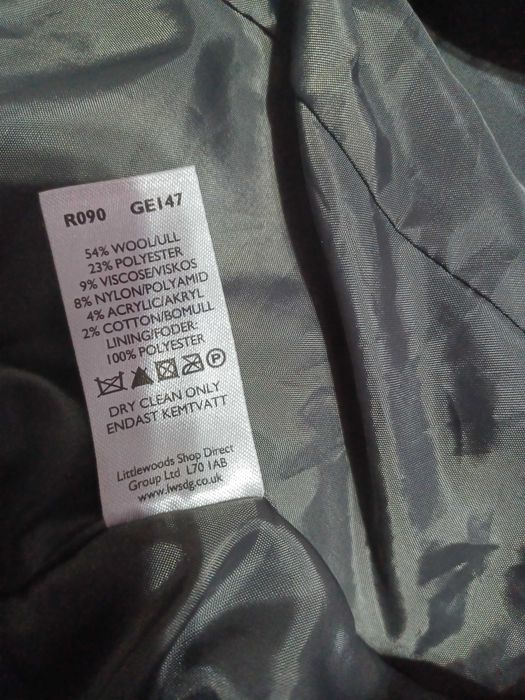 R090 GE147
54% WOOL/ULL
23% POLYESTER
9% VISCOSE/VISKOS
8% NYLON/POLYAMID
4% ACRYLIC/AKRYL
2% COTTON/BOMULL
LINING/FODER:
100% POLYESTER
P
DRY CLEAN ONLY
ENDAST KEMTVATT
Littlewoods Shop Direct
Group Ltd L70 1AB
www.lwsdg.co.uk